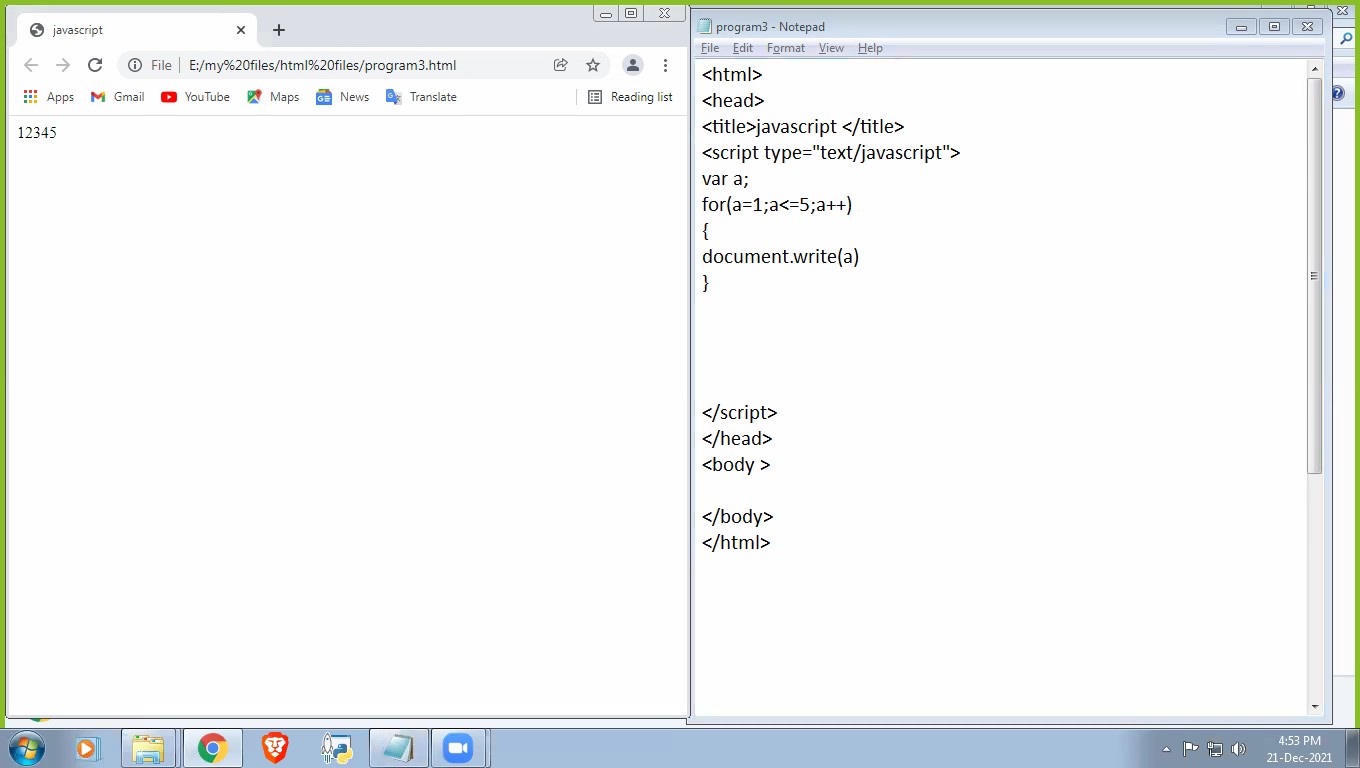 javascript
File E:/my%20files/html%20files/program3.html
Apps Gmail YouTube Maps News Translate Reading list
12345
program3 - Notepad
File Edit Format View Help
<html>
<head>
<title>javascript </title>
<script type="text/javascript">
var a;
for(a=1;a<=5;a++)
{
document.write(a)
}
</script>
</head>
<body >
</body>
</html>
4:53 PM
21-Dec-2021